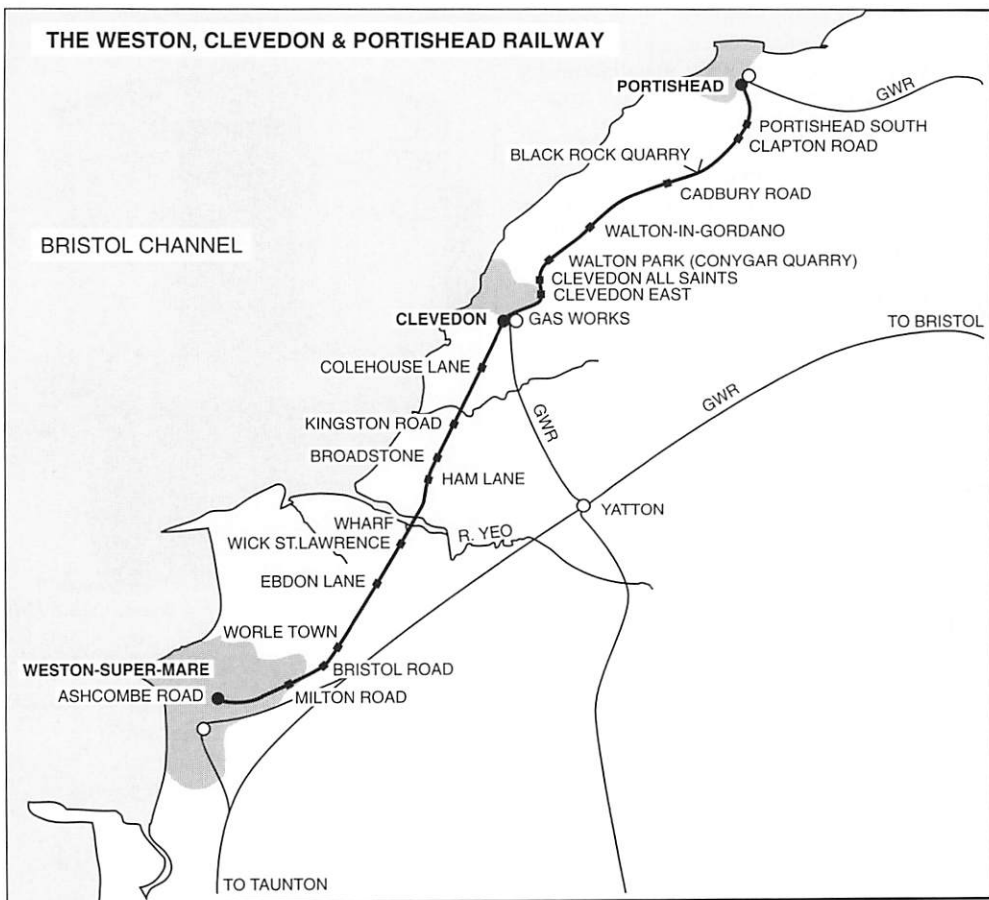 THE WESTON, CLEVEDON & PORTISHEAD RAILWAY
PORTISHEAD
GWR
PORTISHEAD SOUTH
CLAPTON ROAD
BLACK ROCK QUARRY
CADBURY ROAD
WALTON-IN-GORDANO
BRISTOL CHANNEL
WALTON PARK (CONYGAR QUARRY)
CLEVEDON ALL SAINTS
CLEVEDON EAST
CLEVEDON
GAS WORKS
TO BRISTOL
COLEHOUSE LANE
GWR
GWR
KINGSTON ROAD
BROADSTONE
HAM LANE
YATTON
WHARF
R. YEO
WICK ST.LAWRENCE
EBDON LANE
WORLE TOWN
WESTON-SUPER-MARE
BRISTOL ROAD
ASHCOMBE ROAD
MILTON ROAD
TO TAUNTON